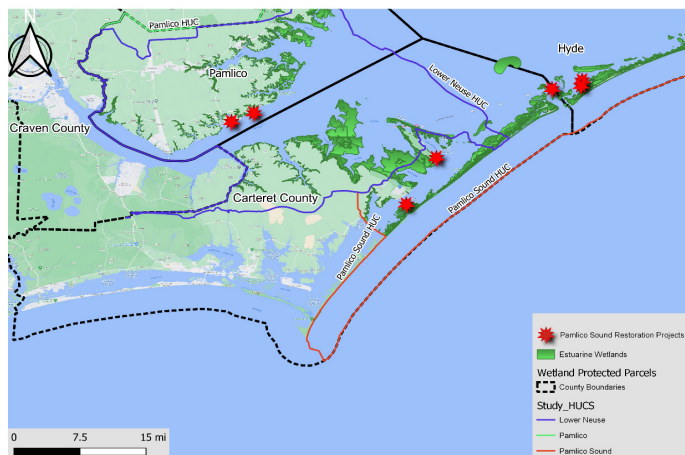 N
Pamlico HUC
Hyde
Pamlico
Lower Neuse HUC
Craven County
Carteret County
Pamlico Sound HUC
Pamlico Sound HUC
Pamlico Sound Restoration Projects
Estuarine Wetlands
Wetland Protected Parcels
County Boundaries
Study_HUCS
Lower Neuse
Pamlico
Pamlico Sound
0 7.5 15 mi